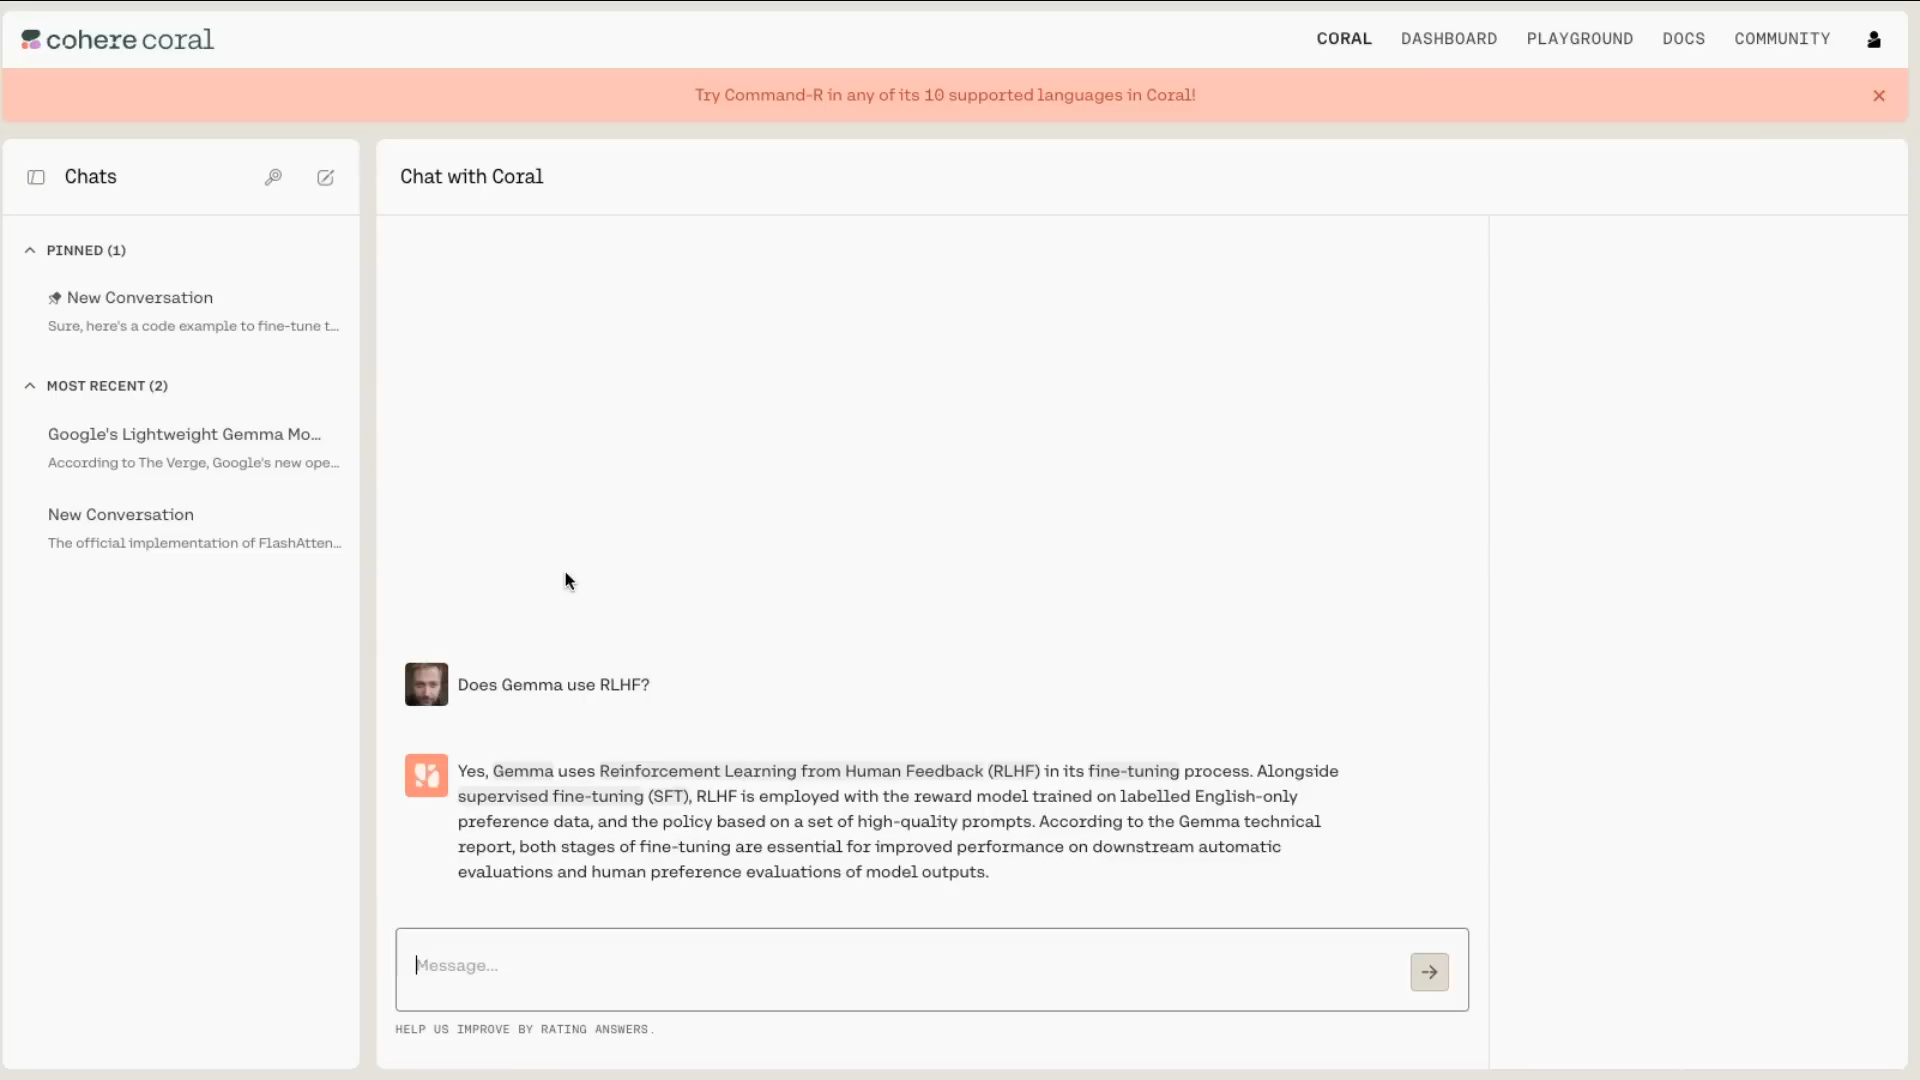 cohere coral
CORAL DASHBOARD PLAYGROUND DOCS COMMUNITY
Try Command-R in any of its 10 supported languages in Coral!
Chats
Chat with Coral
PINNED (1)
New Conversation
Sure, here's a code example to fine-tune t...
MOST RECENT (2)
Google's Lightweight Gemma Mo...
According to The Verge, Google's new ope...
New Conversation
The official implementation of FlashAtten...
Does Gemma use RLHF?
Yes, Gemma uses Reinforcement Learning from Human Feedback (RLHF) in its fine-tuning process. Alongside
supervised fine-tuning (SFT), RLHF is employed with the reward model trained on labelled English-only
preference data, and the policy based on a set of high-quality prompts. According to the Gemma technical
report, both stages of fine-tuning are essential for improved performance on downstream automatic
evaluations and human preference evaluations of model outputs.
Message...
HELP US IMPROVE BY RATING ANSWERS.